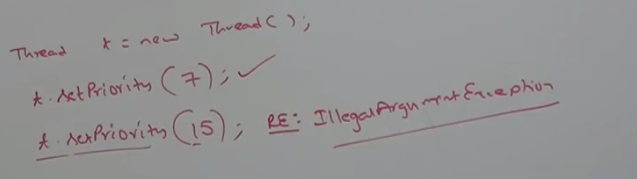 Thread t = new Thread();
t.setPriority(7); ✓
t.setPriority(15); RE: IllegalArgumentException